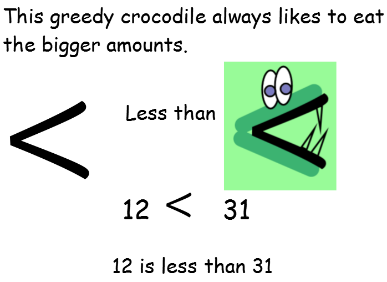 This greedy crocodile always likes to eat
the bigger amounts.
< Less than
12 < 31
12 is less than 31